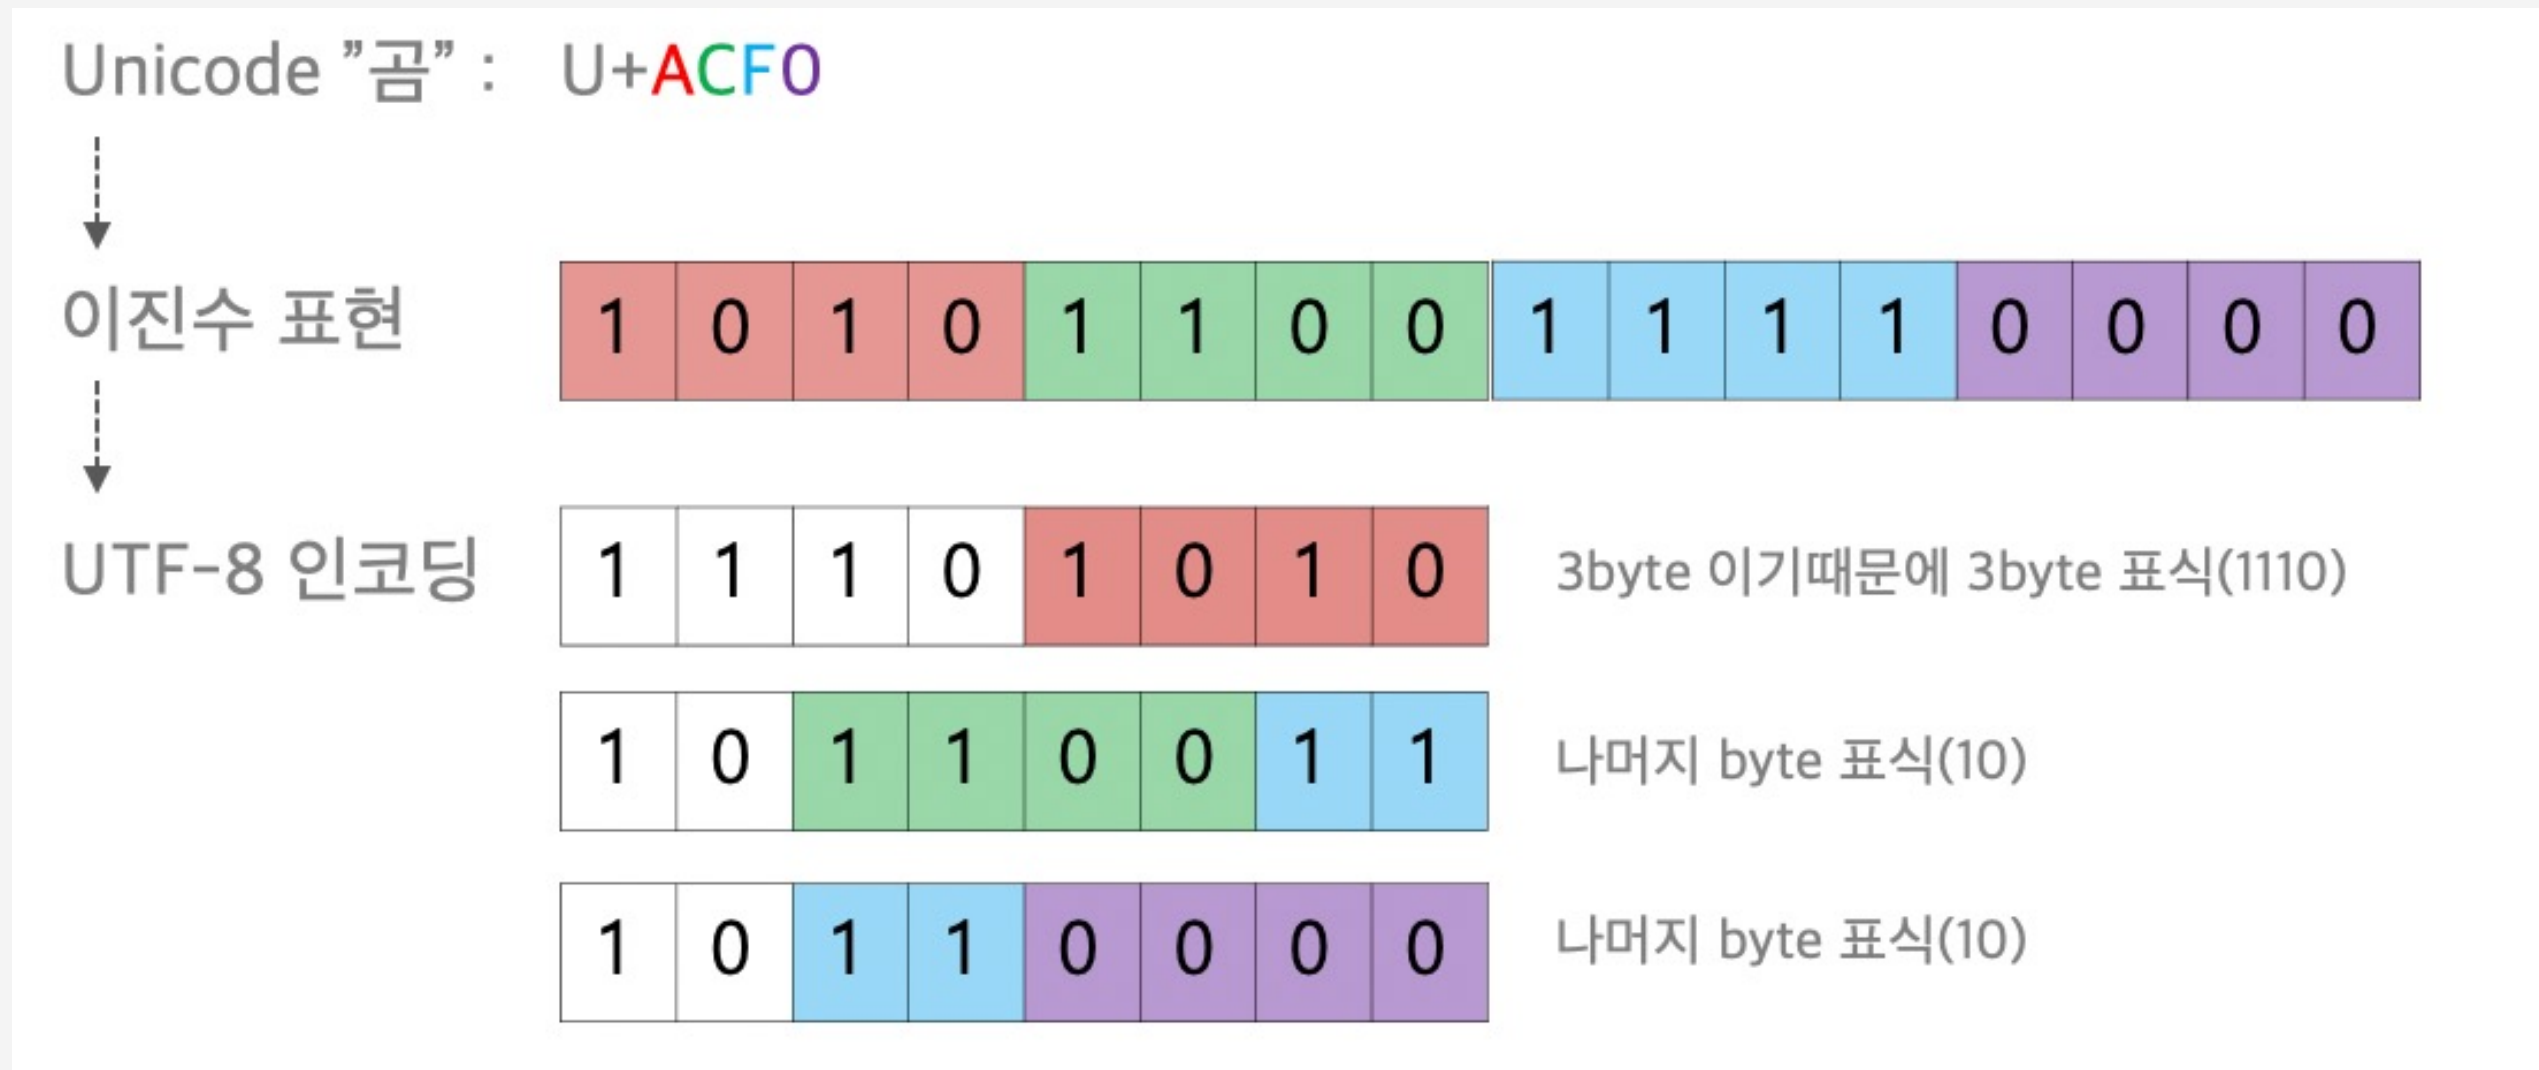 Unicode ”곰” : U+ACF0
이진수 표현 1 0 1 0 1 1 0 0 1 1 1 1 0 0 0 0
UTF-8 인코딩 1 1 1 0 1 0 1 0 3byte 이기때문에 3byte 표식(1110)
1 0 1 1 0 0 1 1 나머지 byte 표식(10)
1 0 1 1 0 0 0 0 나머지 byte 표식(10)